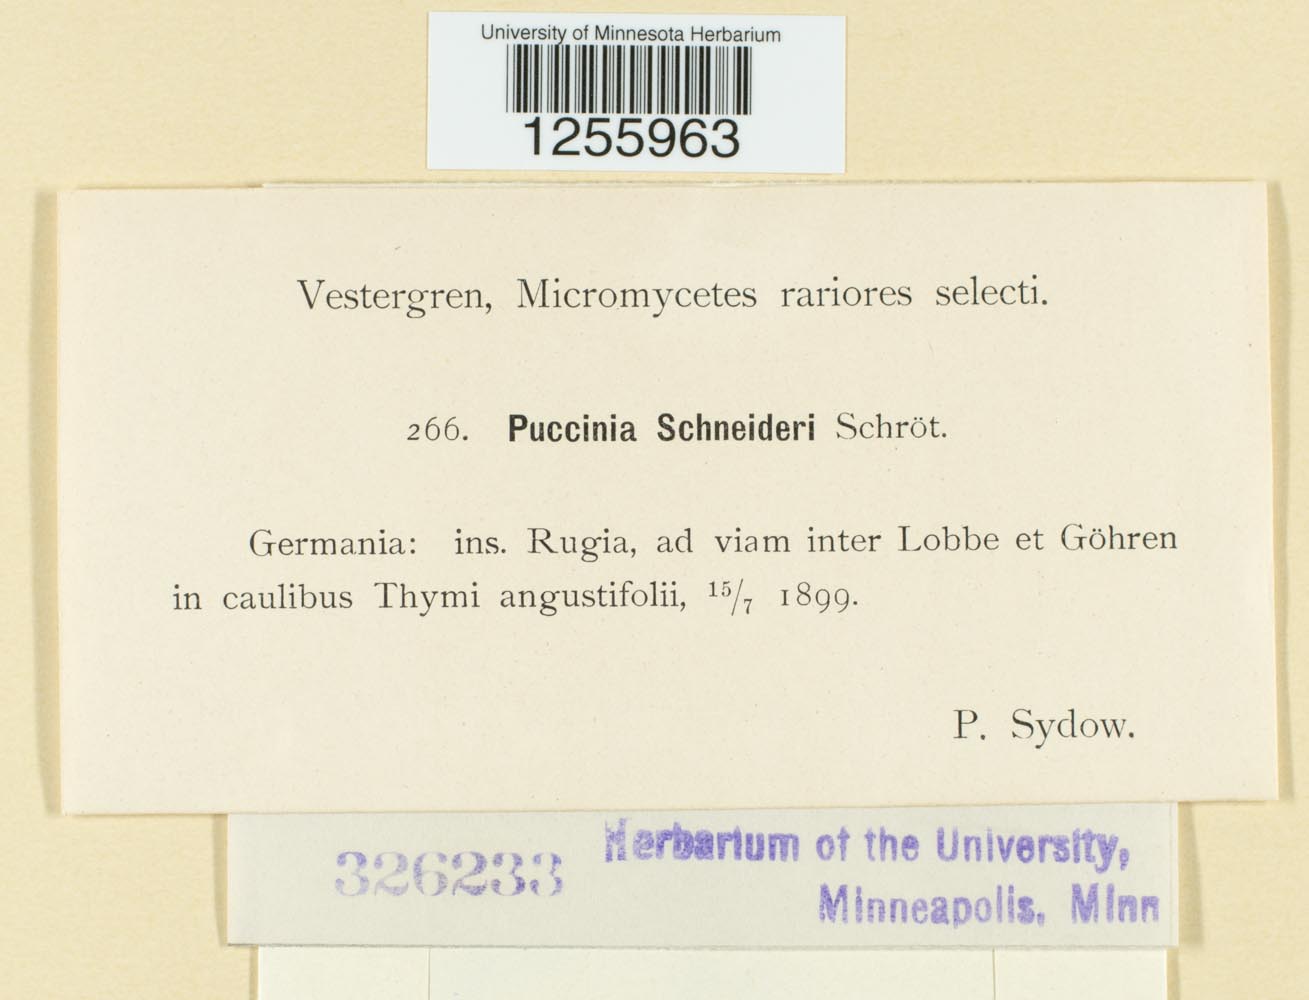 University of Minnesota Herbarium
1255963
Vestergren, Micromycetes rariores selecti.
266. Puccinia Schneideri Schröt.
Germania: ins. Rugia, ad viam inter Lobbe et Göhren
in caulibus Thymi angustifolii, 15/7 1899.
P. Sydow.
326233
Herbarium of the University,
Minneapolis, Minn